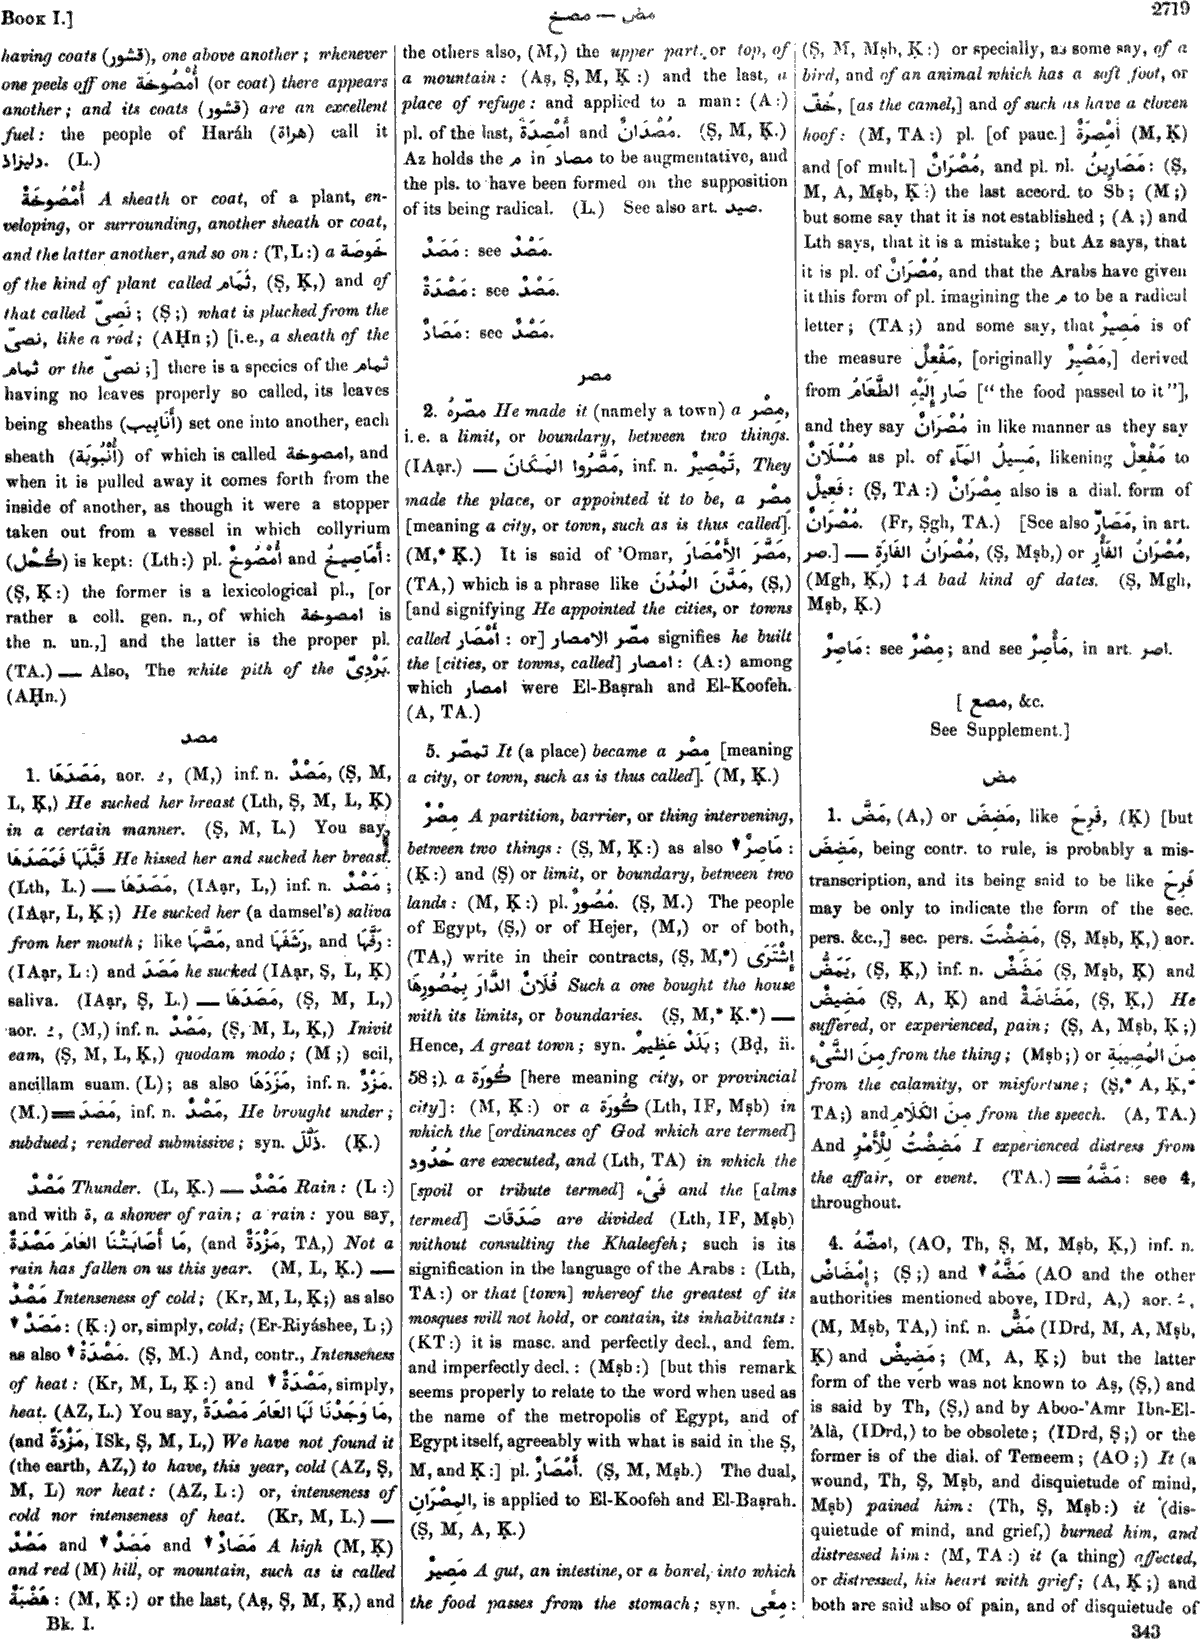 BOOK I.]
مصخ — مض
2719
having coats (قشور), one above another; whenever
one peels off one أُمْصُوخَة (or coat) there appears
another; and its coats (قشور) are an excellent
fuel: the people of Haráh (هراة) call it
دليزاذ. (L.)
أُمْصُوخَةٌ A sheath or coat, of a plant, en-
veloping, or surrounding, another sheath or coat,
and the latter another, and so on: (T, L:) a خُوصَة
of the kind of plant called ثُمَام, (Ṣ, Ḳ,) and of
that called نَصِىّ; (Ṣ;) what is plucked from the
نَصِىّ, like a rod; (AḤn;) [i.e., a sheath of the
ثمام or the نصىّ;] there is a species of the ثمام
having no leaves properly so called, its leaves
being sheaths (أَنَابِيب) set one into another, each
sheath (أُنْبُوبَة) of which is called امصوخة, and
when it is pulled away it comes forth from the
inside of another, as though it were a stopper
taken out from a vessel in which collyrium
(كُحْل) is kept: (Lth:) pl. أُمْصُوخٌ and أَمَاصِيخُ:
(Ṣ, Ḳ:) the former is a lexicological pl., [or
rather a coll. gen. n., of which امصوخة is
the n. un.,] and the latter is the proper pl.
(TA.) — Also, The white pith of the بَرْدِىّ.
(AḤn.)
مصد
1. مَصَدَهَا, aor. ـُ, (M,) inf. n. مَصْدٌ, (Ṣ, M,
L, Ḳ,) He sucked her breast (Lth, Ṣ, M, L, Ḳ)
in a certain manner. (Ṣ, M, L.) You say,
قَبَّلَهَا فَمَصَدَهَا He kissed her and sucked her breast.
(Lth, L.) — مَصَدَهَا, (IAạr, L,) inf. n. مَصْدٌ;
(IAạr, L, Ḳ;) He sucked her (a damsel's) saliva
from her mouth; like مَصَّهَا, and رَشَفَهَا, and رَفَّهَا:
(IAạr, L:) and مَصَدَ he sucked (IAạr, Ṣ, L, Ḳ)
saliva. (IAạr, Ṣ, L.) — مَصَدَهَا, (Ṣ, M, L,)
aor. ـُ, (M,) inf. n. مَصْدٌ, (Ṣ, M, L, Ḳ,) Inivit
eam, (Ṣ, M, L, Ḳ,) quodam modo; (M;) scil,
ancillam suam. (L); as also مَزَدَهَا, inf. n. مَزْدٌ.
(M.) = مَصَدَ, inf. n. مَصْدٌ, He brought under;
subdued; rendered submissive; syn. ذَلَّلَ. (Ḳ.)
مَصْدٌ Thunder. (L, Ḳ.) — مَصْدٌ Rain: (L:)
and with ة, a shower of rain; a rain: you say,
مَا أَصَابَتْنَا العَامَ مَصْدَةٌ, (and مَزْدَةٌ, TA,) Not a
rain has fallen on us this year. (M, L, Ḳ.) —
مَصْدٌ Intenseness of cold; (Kr, M, L, Ḳ;) as also
▼ مَصَدٌ: (Ḳ:) or, simply, cold; (Er-Riyáshee, L;)
as also ▼ مَصْدَةٌ. (Ṣ, M.) And, contr., Intenseness
of heat: (Kr, M, L, Ḳ:) and ▼ مَصْدَةٌ, simply,
heat. (AZ, L.) You say, مَا وَجَدْنَا لَهَا العَامَ مَصْدَةً,
(and مَزْدَةً, ISk, Ṣ, M, L,) We have not found it
(the earth, AZ,) to have, this year, cold (AZ, Ṣ,
M, L) nor heat: (AZ, L:) or, intenseness of
cold nor intenseness of heat. (Kr, M, L.) —
مَصْدٌ and ▼ مَصَدٌ and ▼ مَصَادٌ A high (M, Ḳ)
and red (M) hill, or mountain, such as is called
هَضْبَة: (M, Ḳ:) or the last, (Aṣ, Ṣ, M, Ḳ,) and
Bk. I.
the others also, (M,) the upper part, or top, of
a mountain: (Aṣ, Ṣ, M, Ḳ:) and the last, a
place of refuge: and applied to a man: (A:)
pl. of the last, أَمْصِدَةٌ and مُصْدَانٌ. (Ṣ, M, Ḳ.)
Az holds the م in مصاد to be augmentative, and
the pls. to have been formed on the supposition
of its being radical. (L.) See also art. صيد.
مَصَدٌ: see مَصْدٌ.
مَصْدَةٌ: see مَصْدٌ.
مَصَادٌ: see مَصْدٌ.
مصر
2. مصّرهُ He made it (namely a town) a مِصْر,
i. e. a limit, or boundary, between two things.
(IAạr.) — مَصَّرُوا المَكَانَ, inf. n. تَمْصِيرٌ, They
made the place, or appointed it to be, a مِصْر
[meaning a city, or town, such as is thus called].
(M,* Ḳ.) It is said of 'Omar, مَصَّرَ الأَمْصَارَ,
(TA,) which is a phrase like مَدَّنَ المُدُنَ, (Ṣ,)
[and signifying He appointed the cities, or towns
called أَمْصَار: or] مصّر الامصار signifies he built
the [cities, or towns, called] امصار: (A:) among
which امصار were El-Baṣrah and El-Koofeh.
(A, TA.)
5. تمصّر It (a place) became a مِصْر [meaning
a city, or town, such as is thus called]. (M, Ḳ.)
مِصْرٌ A partition, barrier, or thing intervening,
between two things: (Ṣ, M, Ḳ:) as also ▼ مَاصِرٌ:
(Ḳ:) and (Ṣ) or limit, or boundary, between two
lands: (M, Ḳ:) pl. مُصُورٌ. (Ṣ, M.) The people
of Egypt, (Ṣ,) or of Hejer, (M,) or of both,
(TA,) write in their contracts, (Ṣ, M,*) إِشْتَرَى
فُلَانٌ الدَّارَ بِمُصُورِهَا Such a one bought the house
with its limits, or boundaries. (Ṣ, M,* Ḳ.*) —
Hence, A great town; syn. بَلَدٌ عَظِيمٌ; (Bḍ, ii.
58;) a كُورَة [here meaning city, or provincial
city]: (M, Ḳ:) or a كُورَة (Lth, IF, Mṣb) in
which the [ordinances of God which are termed]
حُدُود are executed, and (Lth, TA) in which the
[spoil or tribute termed] فَىْء and the [alms
termed] صَدَقَات are divided (Lth, IF, Mṣb)
without consulting the Khaleefeh; such is its
signification in the language of the Arabs: (Lth,
TA:) or that [town] whereof the greatest of its
mosques will not hold, or contain, its inhabitants:
(KT:) it is masc. and perfectly decl., and fem.
and imperfectly decl.: (Mṣb:) [but this remark
seems properly to relate to the word when used as
the name of the metropolis of Egypt, and of
Egypt itself, agreeably with what is said in the Ṣ,
M, and Ḳ:] pl. أَمْصَارٌ. (Ṣ, M, Mṣb.) The dual,
المِصْرَانِ, is applied to El-Koofeh and El-Baṣrah.
(Ṣ, M, A, Ḳ.)
مَصِيرٌ A gut, an intestine, or a bowel, into which
the food passes from the stomach; syn. مِعًى:
(Ṣ, M, Mṣb, Ḳ:) or specially, as some say, of a
bird, and of an animal which has a soft foot, or
خُفّ, [as the camel,] and of such as have a cloven
hoof: (M, TA:) pl. [of pauc.] أَمْصِرَةٌ (M, Ḳ)
and [of mult.] مُصْرَانٌ, and pl. pl. مَصَارِينُ: (Ṣ,
M, A, Mṣb, Ḳ:) the last accord. to Sb; (M;)
but some say that it is not established; (A;) and
Lth says, that it is a mistake; but Az says, that
it is pl. of مُصْرَانٌ, and that the Arabs have given
it this form of pl. imagining the م to be a radical
letter; (TA;) and some say, that مَصِيرٌ is of
the measure مَفْعِلٌ, [originally مَصْيِرٌ,] derived
from صَارَ إِلَيْهِ الطَّعَامُ ["the food passed to it"],
and they say مُصْرَانٌ in like manner as they say
مُسْلَانٌ as pl. of مَسِيلُ المَآءِ, likening مَفْعِلٌ to
فَعِيلٌ: (Ṣ, TA:) مِصْرَانٌ also is a dial. form of
مُصْرَانٌ. (Fr, Ṣgh, TA.) [See also مَصَارّ, in art.
صر.] — مُصْرَانُ الفَارَةِ, (Ṣ, Mṣb,) or مُصْرَانُ الفَأْرِ,
(Mgh, Ḳ,) ‡ A bad kind of dates. (Ṣ, Mgh,
Mṣb, Ḳ.)
مَاصِرٌ: see مِصْرٌ; and see مَأْصِرٌ, in art. اصر.
[ مصع, &c.
See Supplement.]
مض
1. مَضَّ, (A,) or مَضِضَ, like فَرِحَ, (Ḳ) [but
مَضِضَ, being contr. to rule, is probably a mis-
transcription, and its being said to be like فَرِحَ
may be only to indicate the form of the sec.
pers. &c.,] sec. pers. مَضِضْتَ, (Ṣ, Mṣb, Ḳ,) aor.
يَمَضُّ, (Ṣ, Ḳ,) inf. n. مَضَضٌ (Ṣ, Mṣb, Ḳ) and
مَضِيضٌ (Ṣ, A, Ḳ) and مَضَاضَةٌ, (Ṣ, Ḳ,) He
suffered, or experienced, pain; (Ṣ, A, Mṣb, Ḳ;)
مِنَ الشَّىْءِ from the thing; (Mṣb;) or مِنَ المُصِيبَةِ
from the calamity, or misfortune; (Ṣ,* A, Ḳ,*
TA;) and مِنَ الكَلَامِ from the speech. (A, TA.)
And مَضِضْتُ لِلْأَمْرِ I experienced distress from
the affair, or event. (TA.) = مَضَّهُ: see 4,
throughout.
4. امضّهُ, (AO, Th, Ṣ, M, Mṣb, Ḳ,) inf. n.
إِمْضَاضٌ; (Ṣ;) and ▼ مَضَّهُ (AO and the other
authorities mentioned above, IDrd, A,) aor. ـُ,
(M, Mṣb, TA,) inf. n. مَضٌّ (IDrd, M, A, Mṣb,
Ḳ) and مَضِيضٌ; (M, A, Ḳ;) but the latter
form of the verb was not known to Aṣ, (Ṣ,) and
is said by Th, (Ṣ,) and by Aboo-'Amr Ibn-El-
'Alà, (IDrd,) to be obsolete; (IDrd, Ṣ;) or the
former is of the dial. of Temeem; (AO;) It (a
wound, Th, Ṣ, Mṣb, and disquietude of mind,
Mṣb) pained him: (Th, Ṣ, Mṣb:) it (dis-
quietude of mind, and grief,) burned him, and
distressed him: (M, TA:) it (a thing) affected,
or distressed, his heart with grief; (A, Ḳ;) and
both are said also of pain, and of disquietude of
343